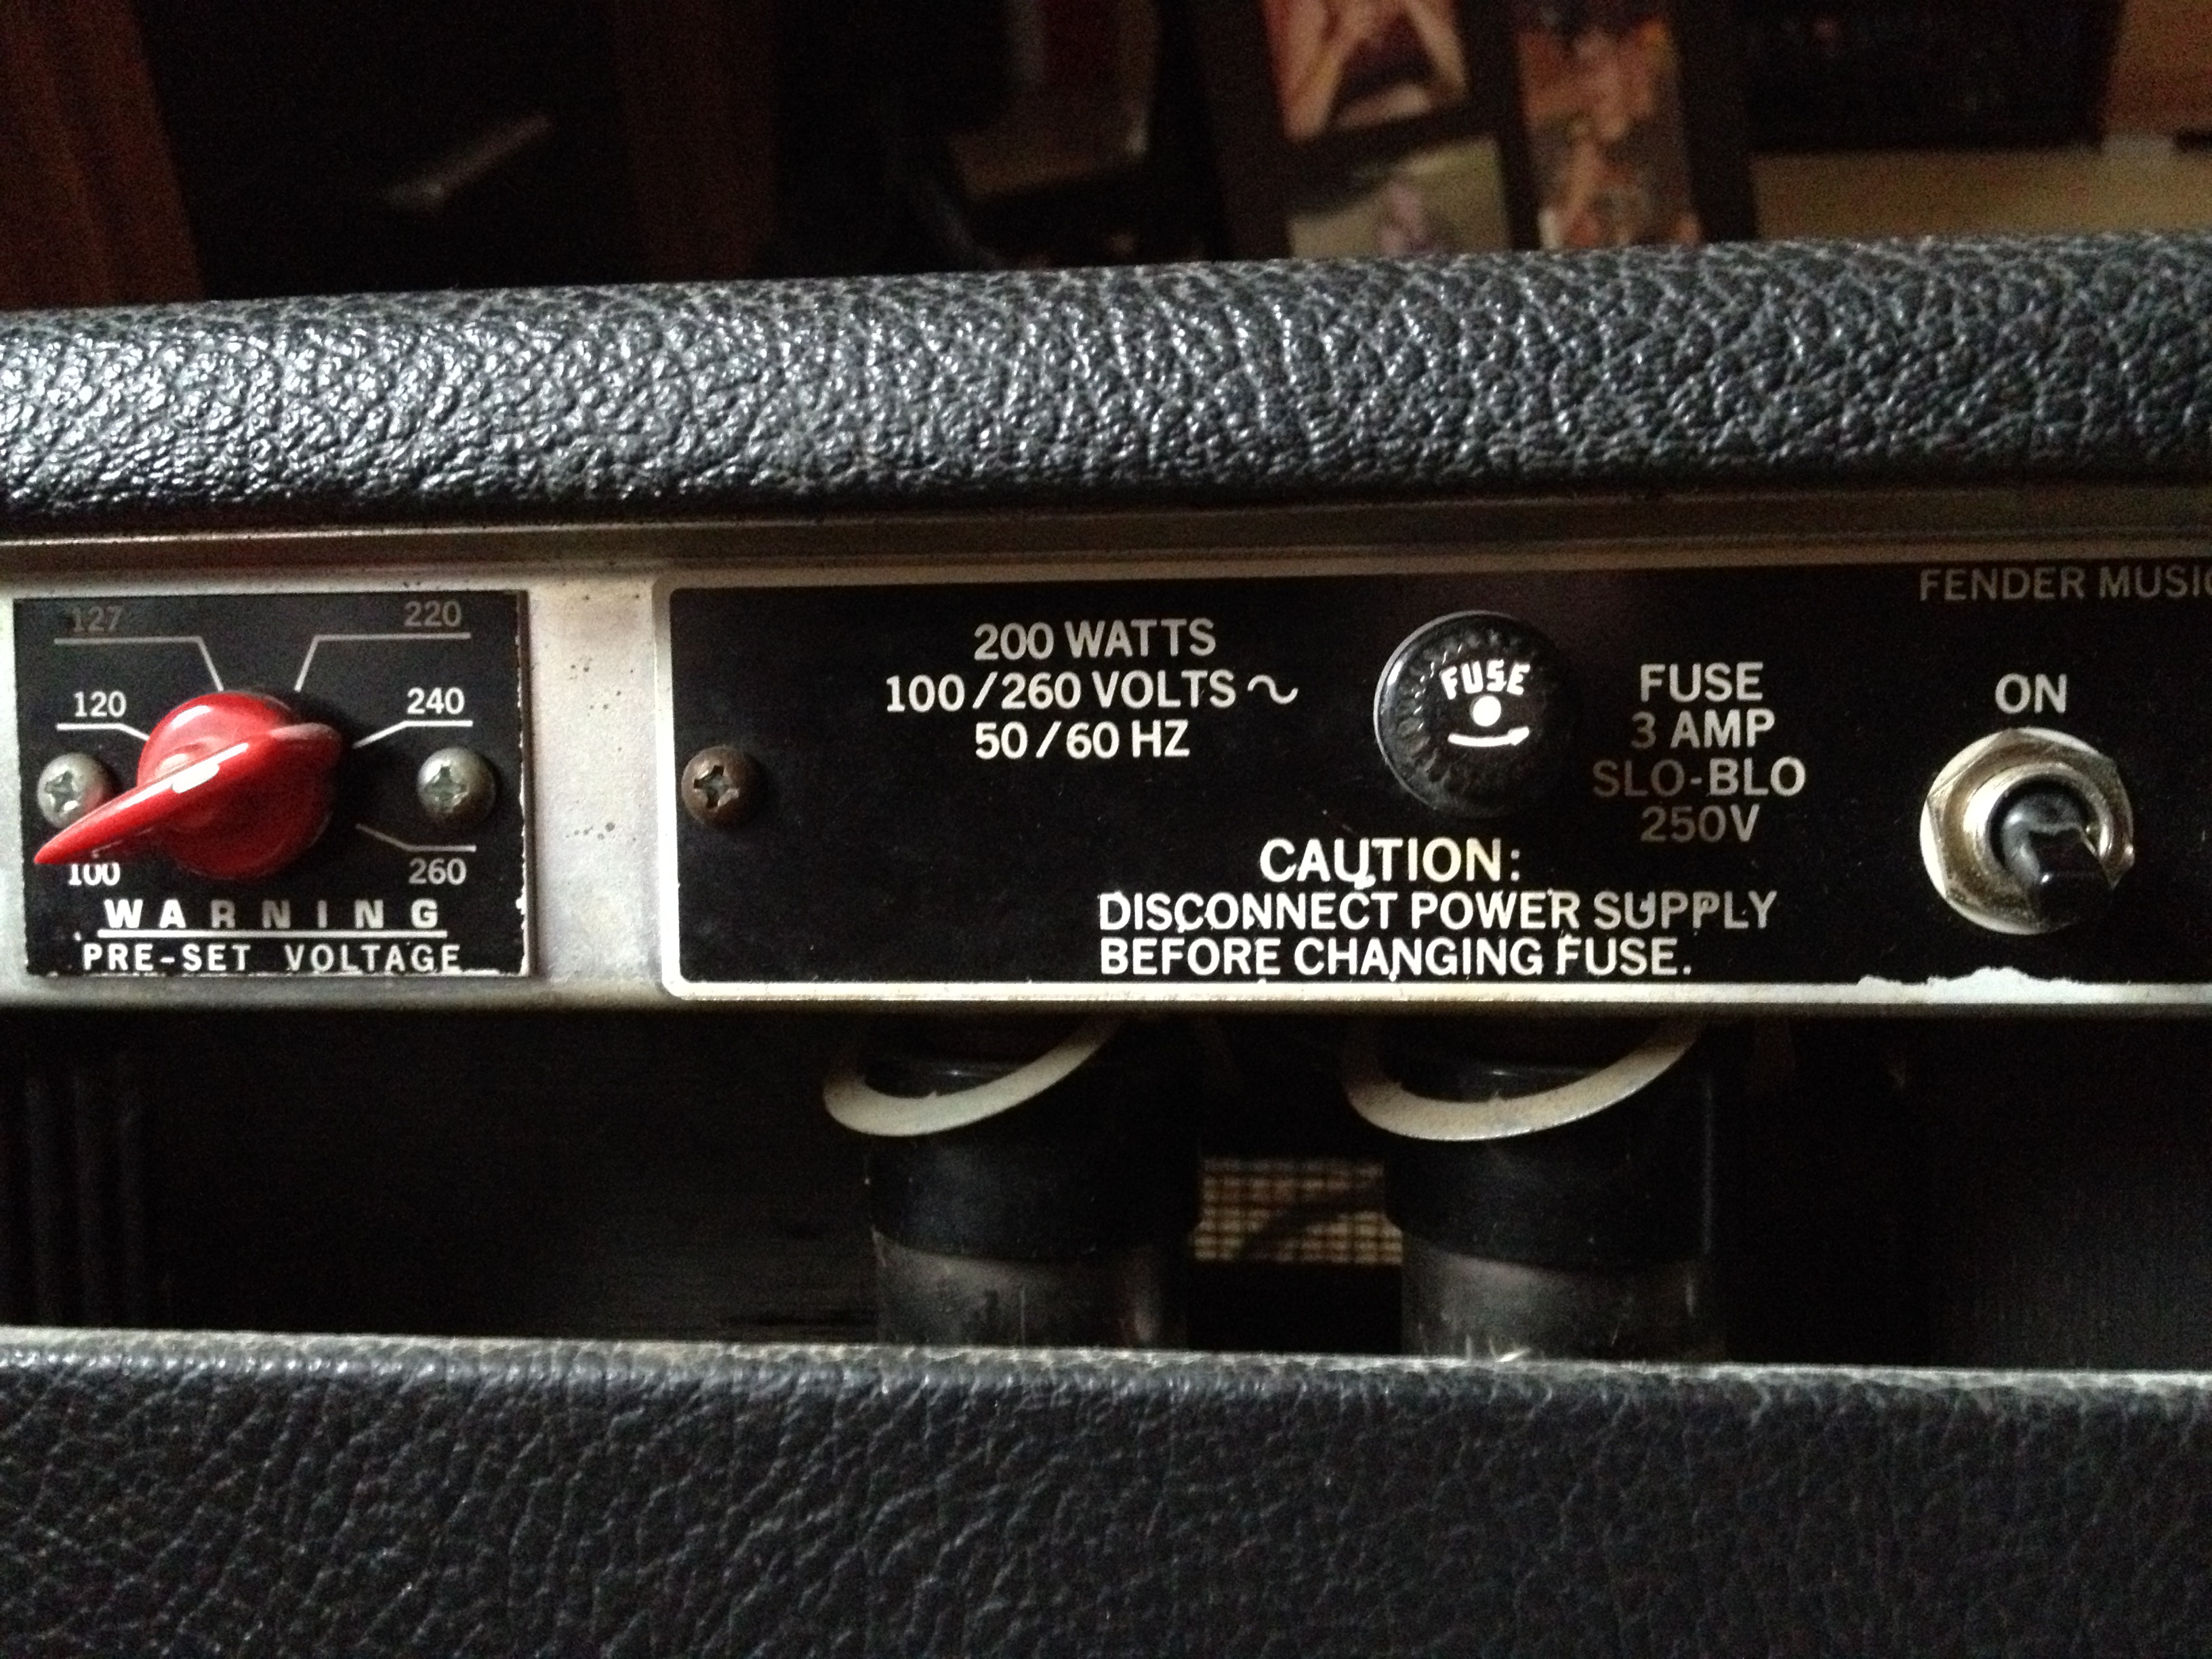 127
220
120
240
100
260
WARNING
PRE-SET VOLTAGE
200 WATTS
100/260 VOLTS ~
50/60 HZ
FUSE
FUSE
3 AMP
SLO-BLO
250V
CAUTION:
DISCONNECT POWER SUPPLY
BEFORE CHANGING FUSE.
FENDER MUSIC
ON